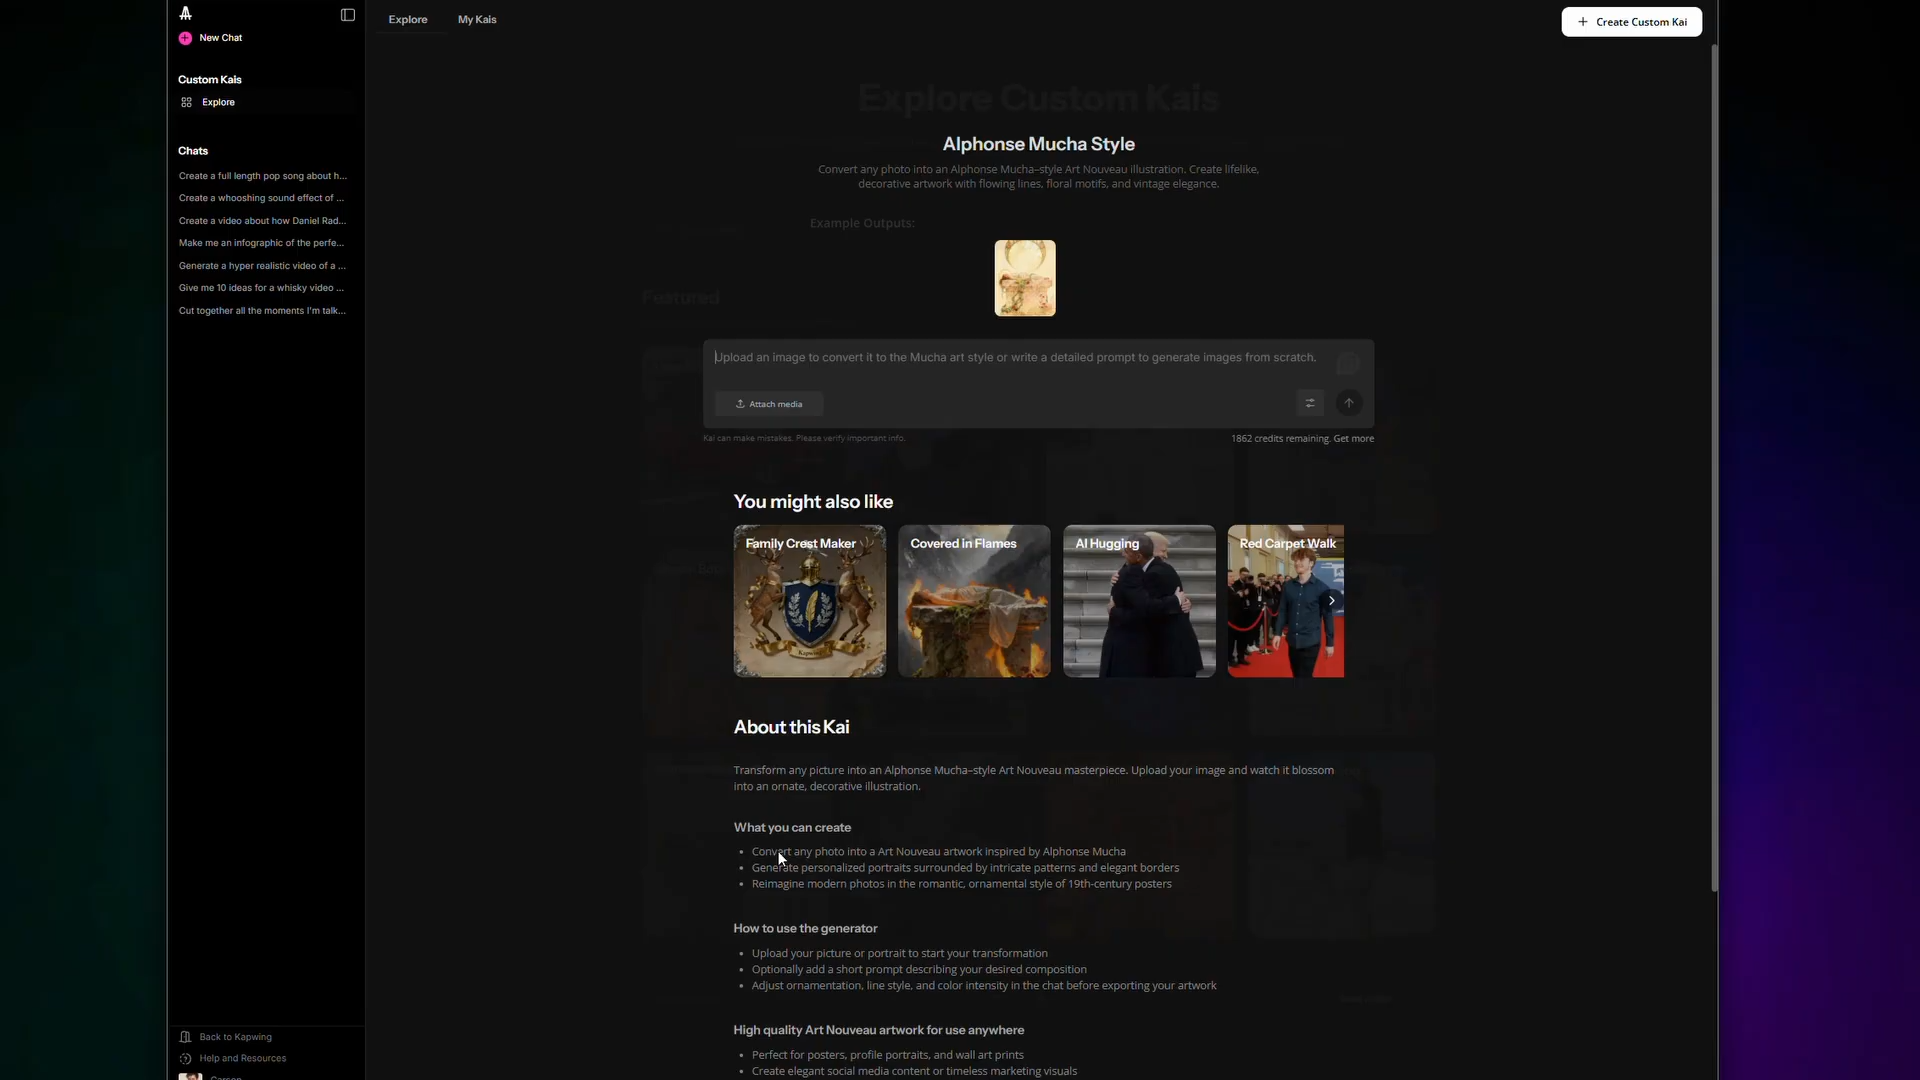 Explore
My Kais
Create Custom Kai
New Chat
Custom Kais
Explore
Chats
Create a full length pop song about h...
Create a whooshing sound effect of ...
Create a video about how Daniel Rad...
Make me an infographic of the perfe...
Generate a hyper realistic video of a ...
Give me 10 ideas for a whisky video ...
Cut together all the moments I'm talk...
Back to Kapwing
Help and Resources
Carson
Explore Custom Kais
Alphonse Mucha Style
Convert any photo into an Alphonse Mucha–style Art Nouveau illustration. Create lifelike,
decorative artwork with flowing lines, floral motifs, and vintage elegance.
Example Outputs:
Featured
Upload an image to convert it to the Mucha art style or write a detailed prompt to generate images from scratch.
Attach media
Kai can make mistakes. Please verify important info.
1862 credits remaining. Get more
You might also like
Family Crest Maker
Kapwing
Covered in Flames
AI Hugging
Red Carpet Walk
About this Kai
Transform any picture into an Alphonse Mucha–style Art Nouveau masterpiece. Upload your image and watch it blossom
into an ornate, decorative illustration.
What you can create
• Convert any photo into a Art Nouveau artwork inspired by Alphonse Mucha
• Generate personalized portraits surrounded by intricate patterns and elegant borders
• Reimagine modern photos in the romantic, ornamental style of 19th-century posters
How to use the generator
• Upload your picture or portrait to start your transformation
• Optionally add a short prompt describing your desired composition
• Adjust ornamentation, line style, and color intensity in the chat before exporting your artwork
High quality Art Nouveau artwork for use anywhere
• Perfect for posters, profile portraits, and wall art prints
• Create elegant social media content or timeless marketing visuals